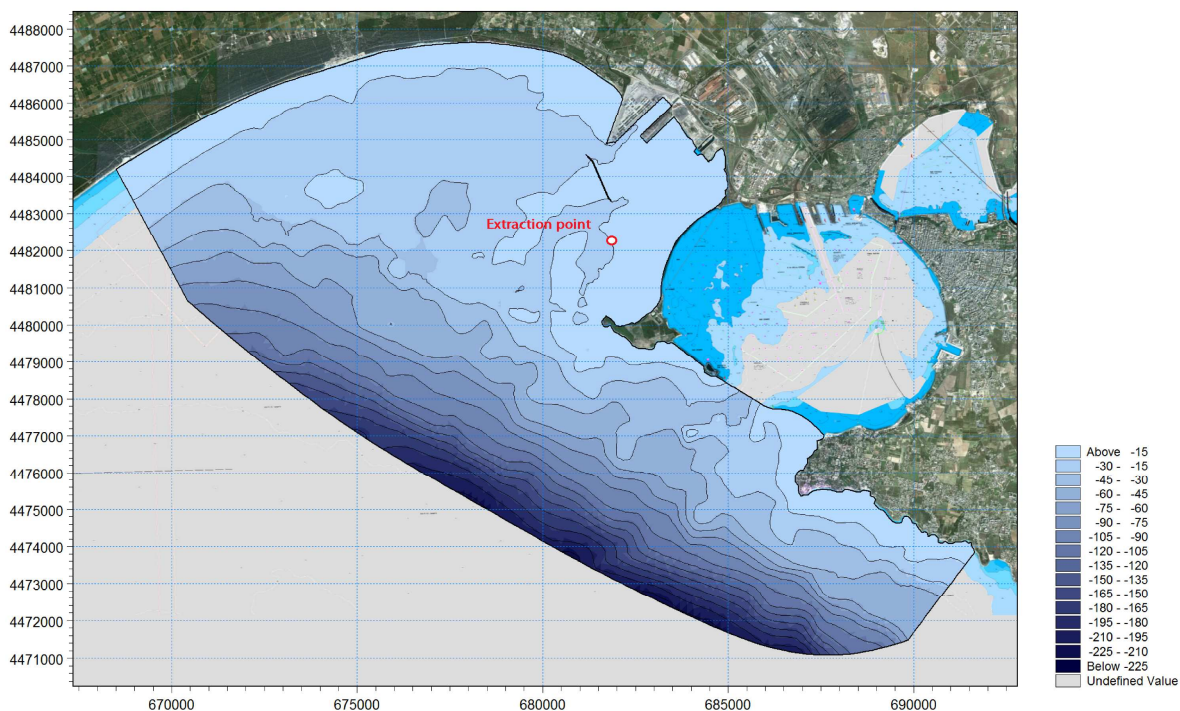 4488000
4487000
4486000
4485000
4484000
4483000
4482000
4481000
4480000
4479000
4478000
4477000
4476000
4475000
4474000
4473000
4472000
4471000
Extraction point
670000 675000 680000 685000 690000
Above -15
-30 - -15
-45 - -30
-60 - -45
-75 - -60
-90 - -75
-105 - -90
-120 - -105
-135 - -120
-150 - -135
-165 - -150
-180 - -165
-195 - -180
-210 - -195
-225 - -210
Below -225
Undefined Value